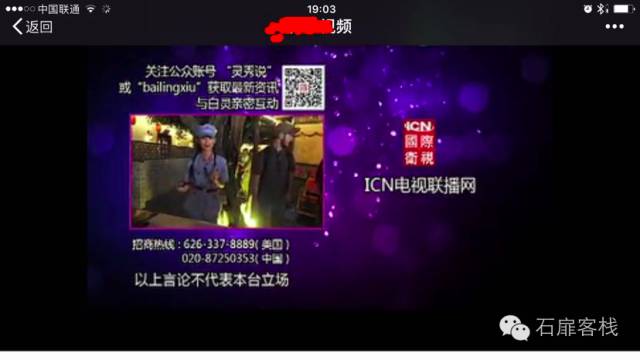 中国联通
19:03
返回
视频
关注公众账号 “灵秀说”
或“bailingxiu”获取最新资讯
与白灵亲密互动
ICN
國際
衛視
ICN电视联播网
招商热线：626-337-8889(美国)
020-87250353(中国)
以上言论不代表本台立场
石扉客栈